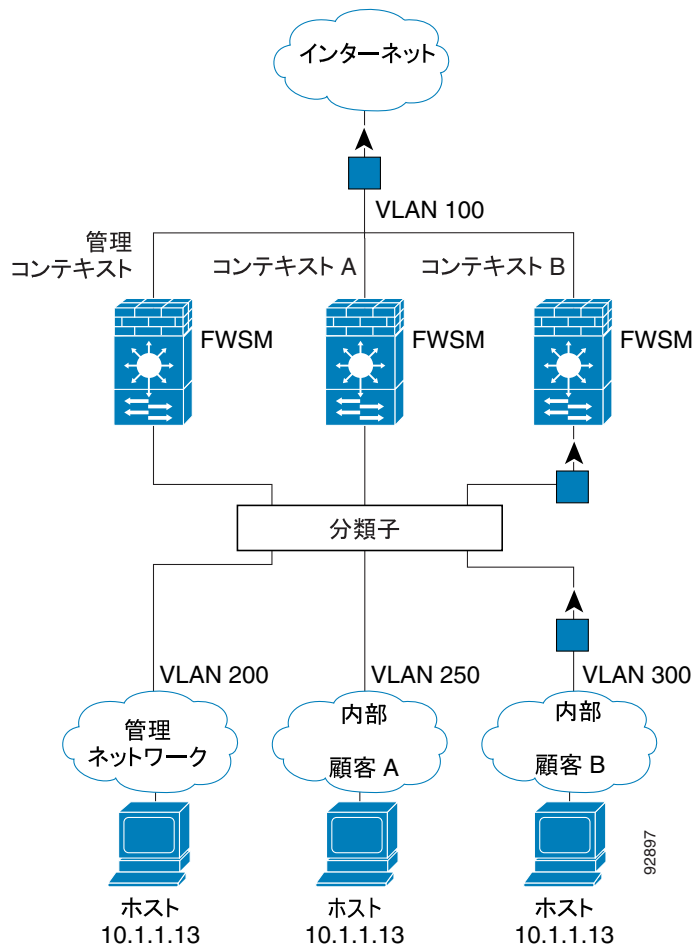 インターネット
VLAN 100
管理
コンテキスト
コンテキスト A
コンテキスト B
FWSM
FWSM
FWSM
分類子
VLAN 200
VLAN 250
VLAN 300
管理
ネットワーク
内部
顧客 A
内部
顧客 B
92897
ホスト
10.1.1.13
ホスト
10.1.1.13
ホスト
10.1.1.13